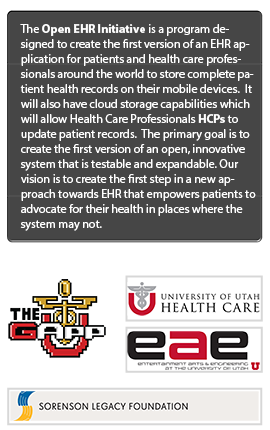 The Open EHR Initiative is a program de-
signed to create the first version of an EHR ap-
plication for patients and health care profes-
sionals around the world to store complete pa-
tient health records on their mobile devices. It
will also have cloud storage capabilities which
will allow Health Care Professionals HCPs to
update patient records. The primary goal is to
create the first version of an open, innovative
system that is testable and expandable. Our
vision is to create the first step in a new ap-
proach towards EHR that empowers patients to
advocate for their health in places where the
system may not.
THE
GAPP
UNIVERSITY OF UTAH
HEALTH CARE
eae
entertainment arts & engineering
AT THE UNIVERSITY OF UTAH
SORENSON LEGACY FOUNDATION